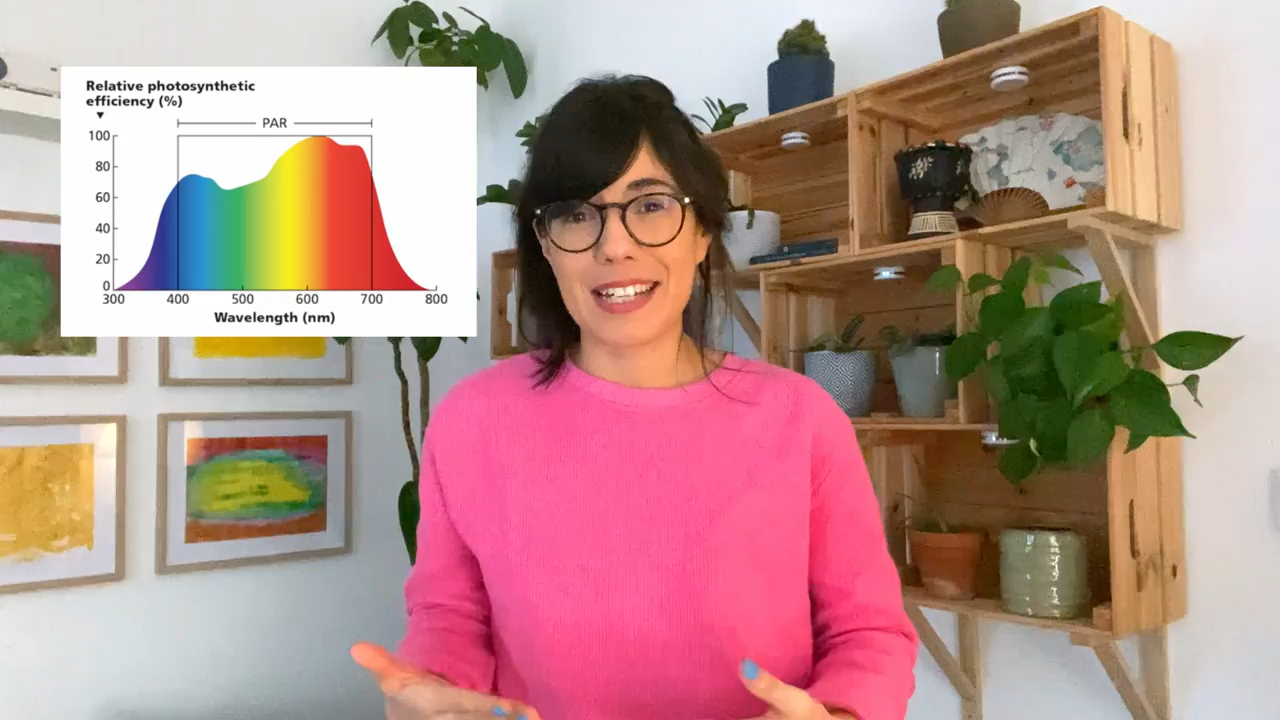 Relative photosynthetic
efficiency (%)
PAR
100
80
60
40
20
0
300 400 500 600 700 800
Wavelength (nm)